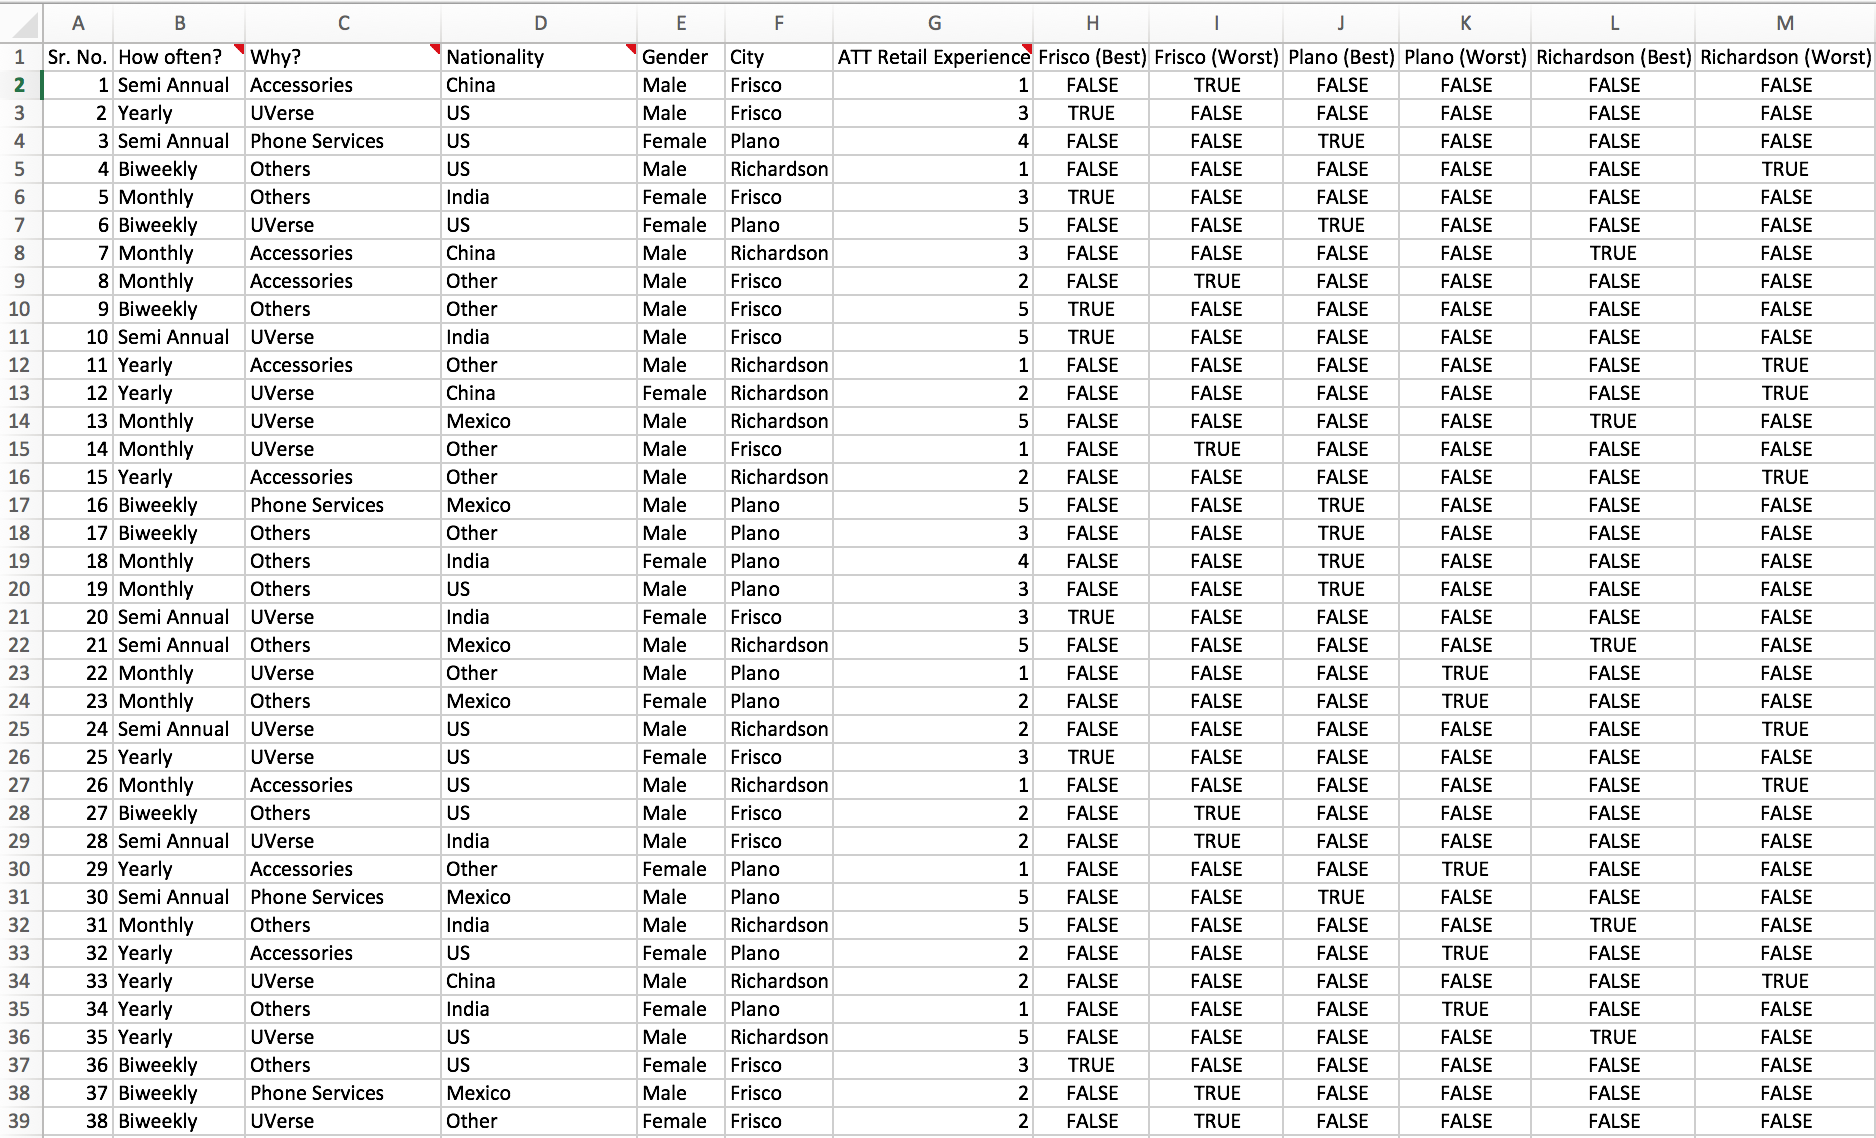 A B C D E F G H I J K L M
1 Sr. No. How often? Why? Nationality Gender City ATT Retail Experience Frisco (Best) Frisco (Worst) Plano (Best) Plano (Worst) Richardson (Best) Richardson (Worst)
2 1 Semi Annual Accessories China Male Frisco 1 FALSE TRUE FALSE FALSE FALSE FALSE
3 2 Yearly UVerse US Male Frisco 3 TRUE FALSE FALSE FALSE FALSE FALSE
4 3 Semi Annual Phone Services US Female Plano 4 FALSE FALSE TRUE FALSE FALSE FALSE
5 4 Biweekly Others US Male Richardson 1 FALSE FALSE FALSE FALSE FALSE TRUE
6 5 Monthly Others India Female Frisco 3 TRUE FALSE FALSE FALSE FALSE FALSE
7 6 Biweekly UVerse US Female Plano 5 FALSE FALSE TRUE FALSE FALSE FALSE
8 7 Monthly Accessories China Male Richardson 3 FALSE FALSE FALSE FALSE TRUE FALSE
9 8 Monthly Accessories Other Male Frisco 2 FALSE TRUE FALSE FALSE FALSE FALSE
10 9 Biweekly Others Other Male Frisco 5 TRUE FALSE FALSE FALSE FALSE FALSE
11 10 Semi Annual UVerse India Male Frisco 5 TRUE FALSE FALSE FALSE FALSE FALSE
12 11 Yearly Accessories Other Male Richardson 1 FALSE FALSE FALSE FALSE FALSE TRUE
13 12 Yearly UVerse China Female Richardson 2 FALSE FALSE FALSE FALSE FALSE TRUE
14 13 Monthly UVerse Mexico Male Richardson 5 FALSE FALSE FALSE FALSE TRUE FALSE
15 14 Monthly UVerse Other Male Frisco 1 FALSE TRUE FALSE FALSE FALSE FALSE
16 15 Yearly Accessories Other Male Richardson 2 FALSE FALSE FALSE FALSE FALSE TRUE
17 16 Biweekly Phone Services Mexico Male Plano 5 FALSE FALSE TRUE FALSE FALSE FALSE
18 17 Biweekly Others Other Male Plano 3 FALSE FALSE TRUE FALSE FALSE FALSE
19 18 Monthly Others India Female Plano 4 FALSE FALSE TRUE FALSE FALSE FALSE
20 19 Monthly Others US Male Plano 3 FALSE FALSE TRUE FALSE FALSE FALSE
21 20 Semi Annual UVerse India Female Frisco 3 TRUE FALSE FALSE FALSE FALSE FALSE
22 21 Semi Annual Others Mexico Male Richardson 5 FALSE FALSE FALSE FALSE TRUE FALSE
23 22 Monthly UVerse Other Male Plano 1 FALSE FALSE FALSE TRUE FALSE FALSE
24 23 Monthly Others Mexico Female Plano 2 FALSE FALSE FALSE TRUE FALSE FALSE
25 24 Semi Annual UVerse US Male Richardson 2 FALSE FALSE FALSE FALSE FALSE TRUE
26 25 Yearly UVerse US Female Frisco 3 TRUE FALSE FALSE FALSE FALSE FALSE
27 26 Monthly Accessories US Male Richardson 1 FALSE FALSE FALSE FALSE FALSE TRUE
28 27 Biweekly Others US Male Frisco 2 FALSE TRUE FALSE FALSE FALSE FALSE
29 28 Semi Annual UVerse India Male Frisco 2 FALSE TRUE FALSE FALSE FALSE FALSE
30 29 Yearly Accessories Other Female Plano 1 FALSE FALSE FALSE TRUE FALSE FALSE
31 30 Semi Annual Phone Services Mexico Male Plano 5 FALSE FALSE TRUE FALSE FALSE FALSE
32 31 Monthly Others India Male Richardson 5 FALSE FALSE FALSE FALSE TRUE FALSE
33 32 Yearly Accessories US Female Plano 2 FALSE FALSE FALSE TRUE FALSE FALSE
34 33 Yearly UVerse China Male Richardson 2 FALSE FALSE FALSE FALSE FALSE TRUE
35 34 Yearly Others India Female Plano 1 FALSE FALSE FALSE TRUE FALSE FALSE
36 35 Yearly UVerse US Male Richardson 5 FALSE FALSE FALSE FALSE TRUE FALSE
37 36 Biweekly Others US Female Frisco 3 TRUE FALSE FALSE FALSE FALSE FALSE
38 37 Biweekly Phone Services Mexico Male Frisco 2 FALSE TRUE FALSE FALSE FALSE FALSE
39 38 Biweekly UVerse Other Female Frisco 2 FALSE TRUE FALSE FALSE FALSE FALSE